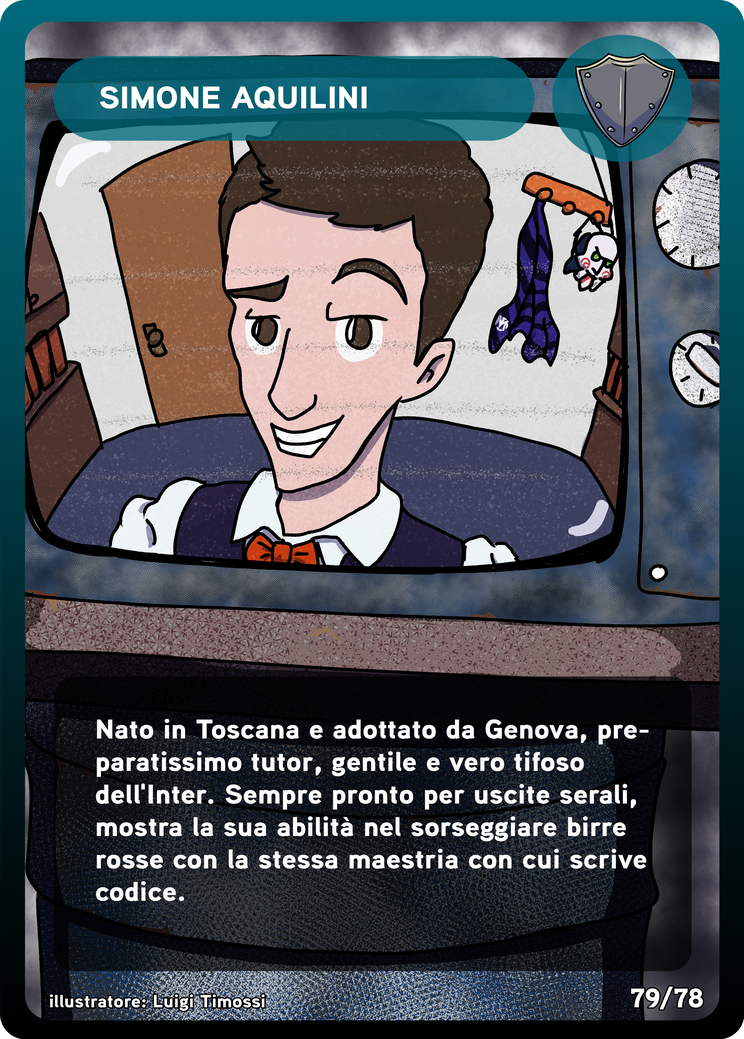 SIMONE AQUILINI
Nato in Toscana e adottato da Genova, pre-
paratissimo tutor, gentile e vero tifoso
dell'Inter. Sempre pronto per uscite serali,
mostra la sua abilità nel sorseggiare birre
rosse con la stessa maestria con cui scrive
codice.
illustratore: Luigi Timossi
79/78